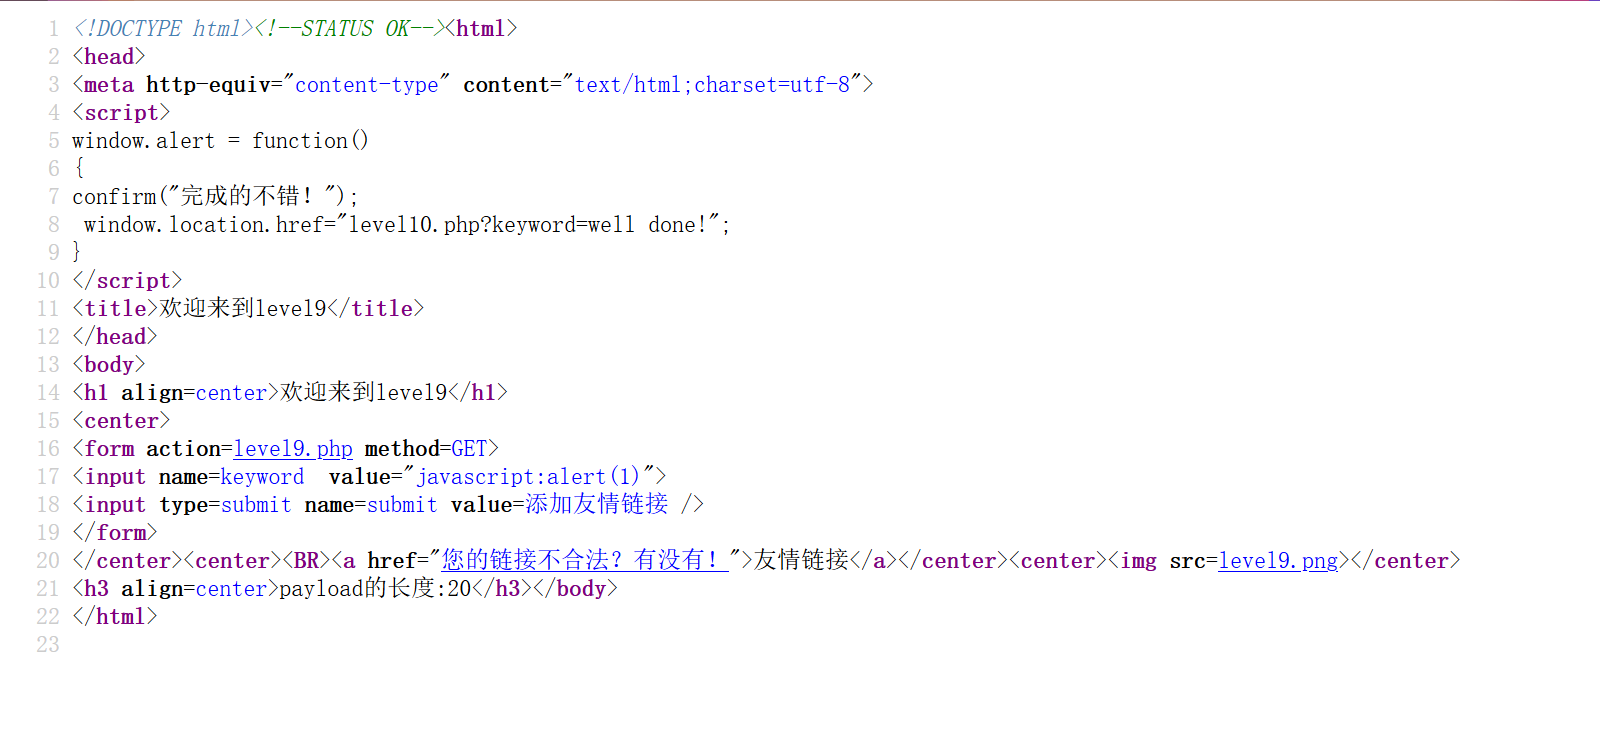 1 <!DOCTYPE html><!--STATUS OK--><html>
2 <head>
3 <meta http-equiv="content-type" content="text/html;charset=utf-8">
4 <script>
5 window.alert = function()
6 {
7 confirm("完成的不错！");
8  window.location.href="level10.php?keyword=well done!";
9 }
10 </script>
11 <title>欢迎来到level9</title>
12 </head>
13 <body>
14 <h1 align=center>欢迎来到level9</h1>
15 <center>
16 <form action=level9.php method=GET>
17 <input name=keyword  value="javascript:alert(1)">
18 <input type=submit name=submit value=添加友情链接 />
19 </form>
20 </center><center><BR><a href="您的链接不合法？有没有！">友情链接</a></center><center><img src=level9.png></center>
21 <h3 align=center>payload的长度:20</h3></body>
22 </html>
23